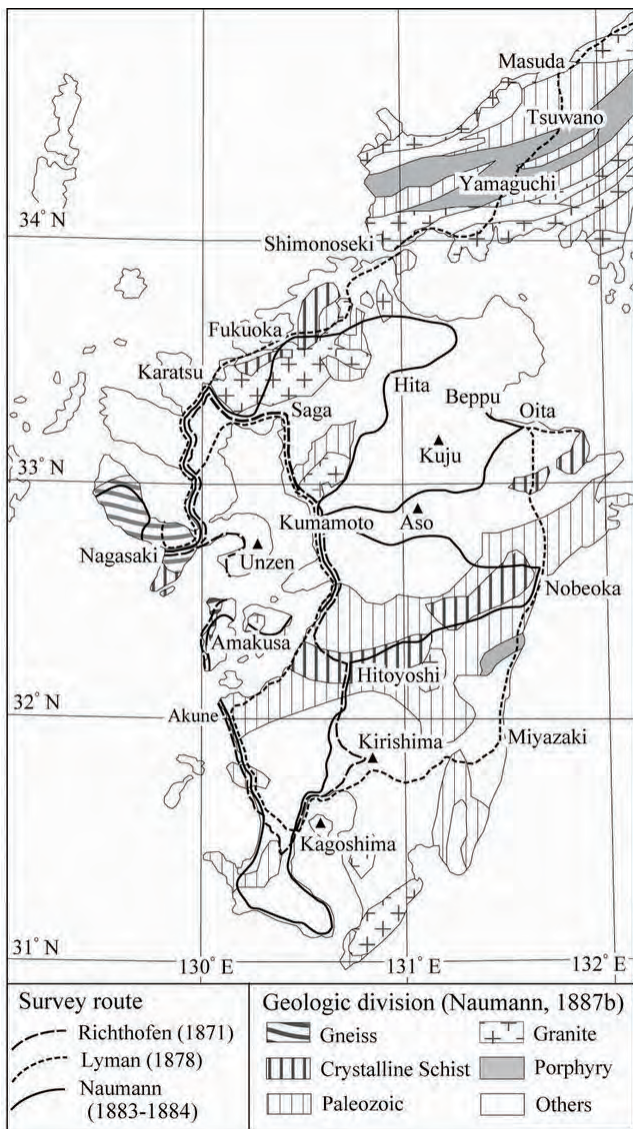 Masuda
Tsuwano
Yamaguchi
34° N
Shimonoseki
Fukuoka
Karatsu
Hita
Saga
Beppu
Oita
Kuju
33° N
Kumamoto
Aso
Nagasaki
Unzen
Nobeoka
Amakusa
Hitoyoshi
32° N
Akune
Miyazaki
Kirishima
Kagoshima
31° N
130° E
131° E
132° E
Survey route
Richthofen (1871)
Lyman (1878)
Naumann
(1883-1884)
Geologic division (Naumann, 1887b)
Gneiss
Granite
Crystalline Schist
Porphyry
Paleozoic
Others